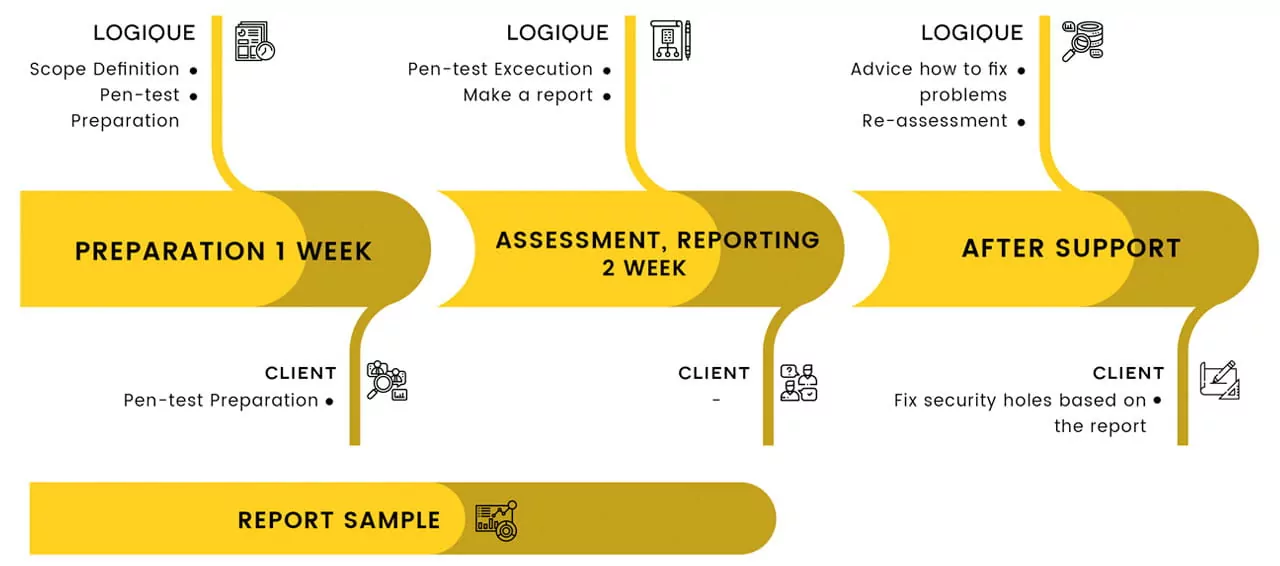 LOGIQUE
Scope Definition •
Pen-test •
Preparation
PREPARATION 1 WEEK
CLIENT
Pen-test Preparation •
LOGIQUE
Pen-test Excecution •
Make a report •
ASSESSMENT, REPORTING
2 WEEK
CLIENT
-
LOGIQUE
Advice how to fix •
problems
Re-assessment •
AFTER SUPPORT
CLIENT
Fix security holes based on •
the report
REPORT SAMPLE